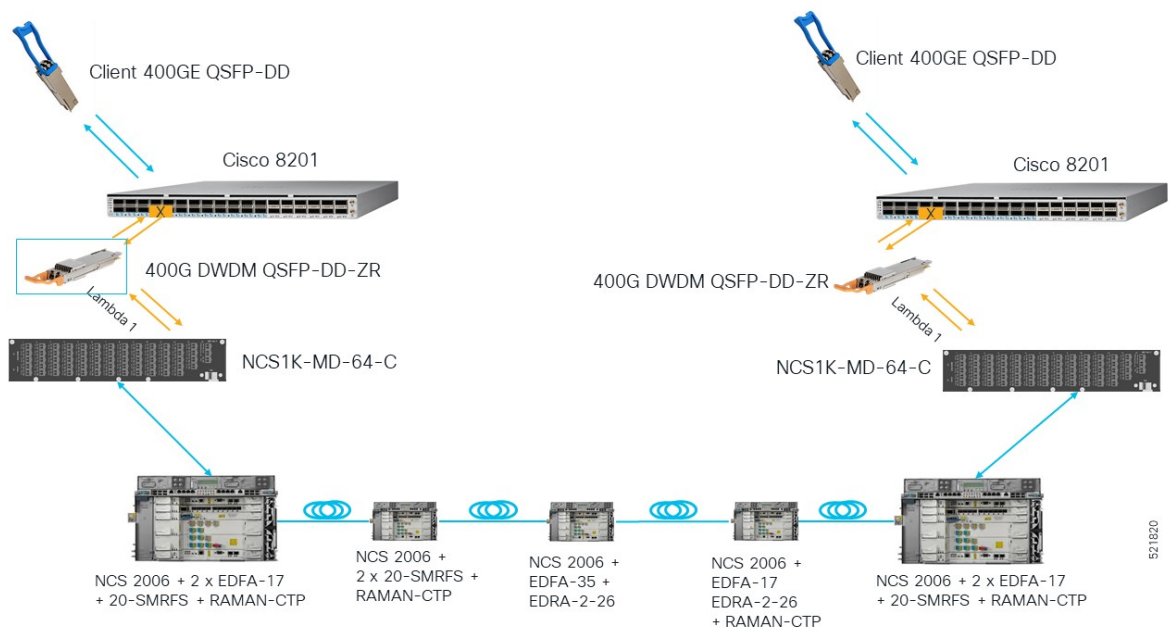 Client 400GE QSFP-DD
Client 400GE QSFP-DD
Cisco 8201
Cisco 8201
X
X
400G DWDM QSFP-DD-ZR
400G DWDM QSFP-DD-ZR
Lambda 1
Lambda 1
NCS1K-MD-64-C
NCS1K-MD-64-C
NCS 2006 + 2 x EDFA-17
+ 20-SMRFS + RAMAN-CTP
NCS 2006 +
2 x 20-SMRFS +
RAMAN-CTP
NCS 2006 +
EDFA-35 +
EDRA-2-26
NCS 2006 +
EDFA-17
EDRA-2-26
+ RAMAN-CTP
NCS 2006 + 2 x EDFA-17
+ 20-SMRFS + RAMAN-CTP
521820